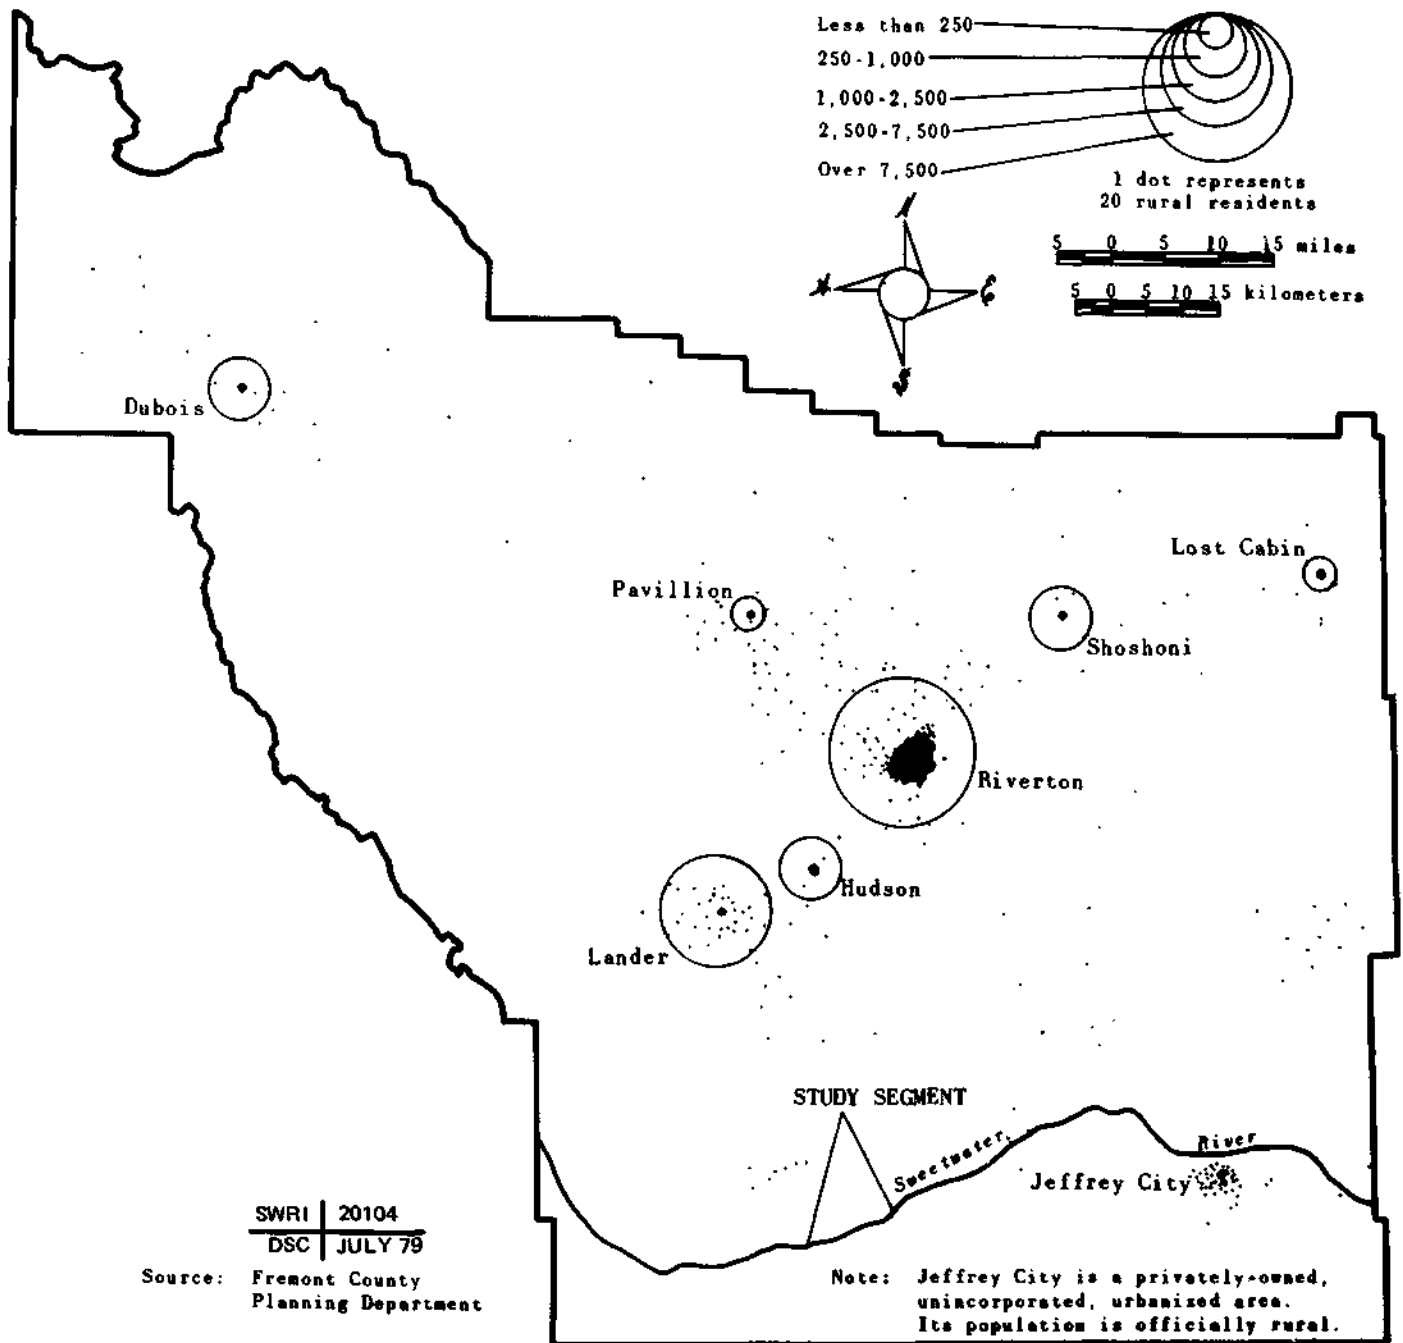 Less than 250
250-1,000
1,000-2,500
2,500-7,500
Over 7,500
1 dot represents
20 rural residents
5 0 5 10 15 miles
5 0 5 10 15 kilometers
N
W
E
S
Dubois
Lost Cabin
Pavillion
Shoshoni
Riverton
Hudson
Lander
STUDY SEGMENT
Sweetwater
River
Jeffrey City
SWRI 20104
DSC JULY 79
Source: Fremont County
Planning Department
Note: Jeffrey City is a privately-owned,
unincorporated, urbanized area.
Its population is officially rural.